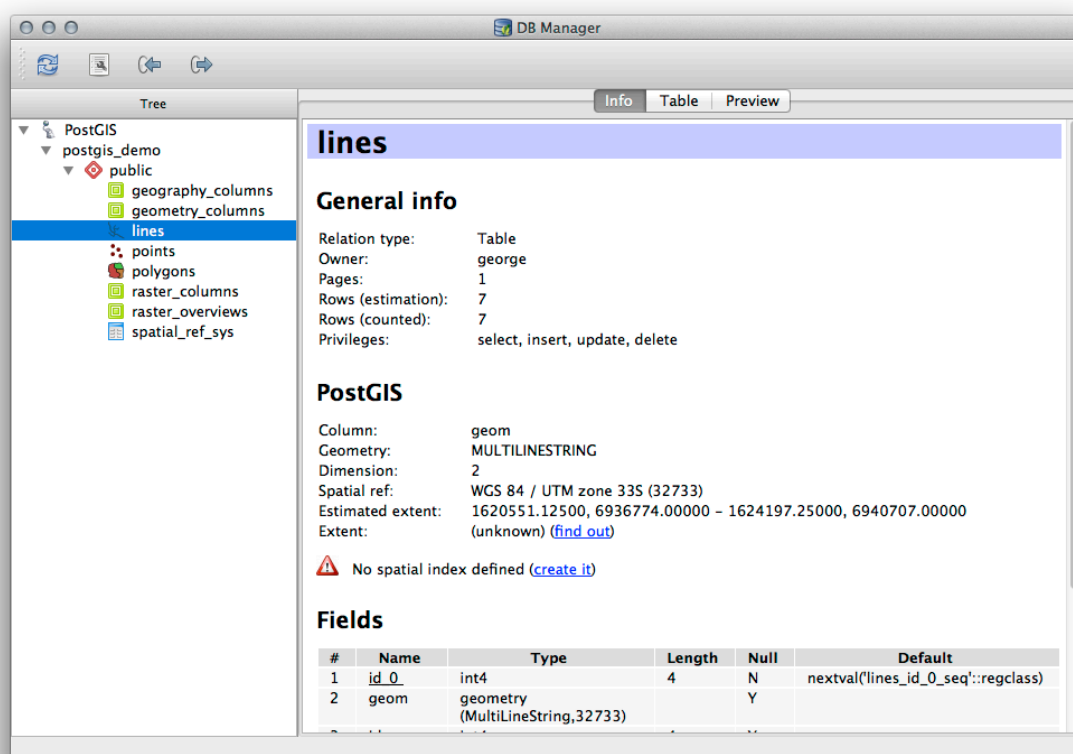 DB Manager
Tree
Info Table Preview
PostGIS
postgis_demo
public
geography_columns
geometry_columns
lines
points
polygons
raster_columns
raster_overviews
spatial_ref_sys
lines
General info
Relation type: Table
Owner: george
Pages: 1
Rows (estimation): 7
Rows (counted): 7
Privileges: select, insert, update, delete
PostGIS
Column: geom
Geometry: MULTILINESTRING
Dimension: 2
Spatial ref: WGS 84 / UTM zone 33S (32733)
Estimated extent: 1620551.12500, 6936774.00000 - 1624197.25000, 6940707.00000
Extent: (unknown) (find out)
No spatial index defined (create it)
Fields
# Name Type Length Null Default
1 id_0 int4 4 N nextval('lines_id_0_seq'::regclass)
2 geom geometry (MultiLineString,32733) Y